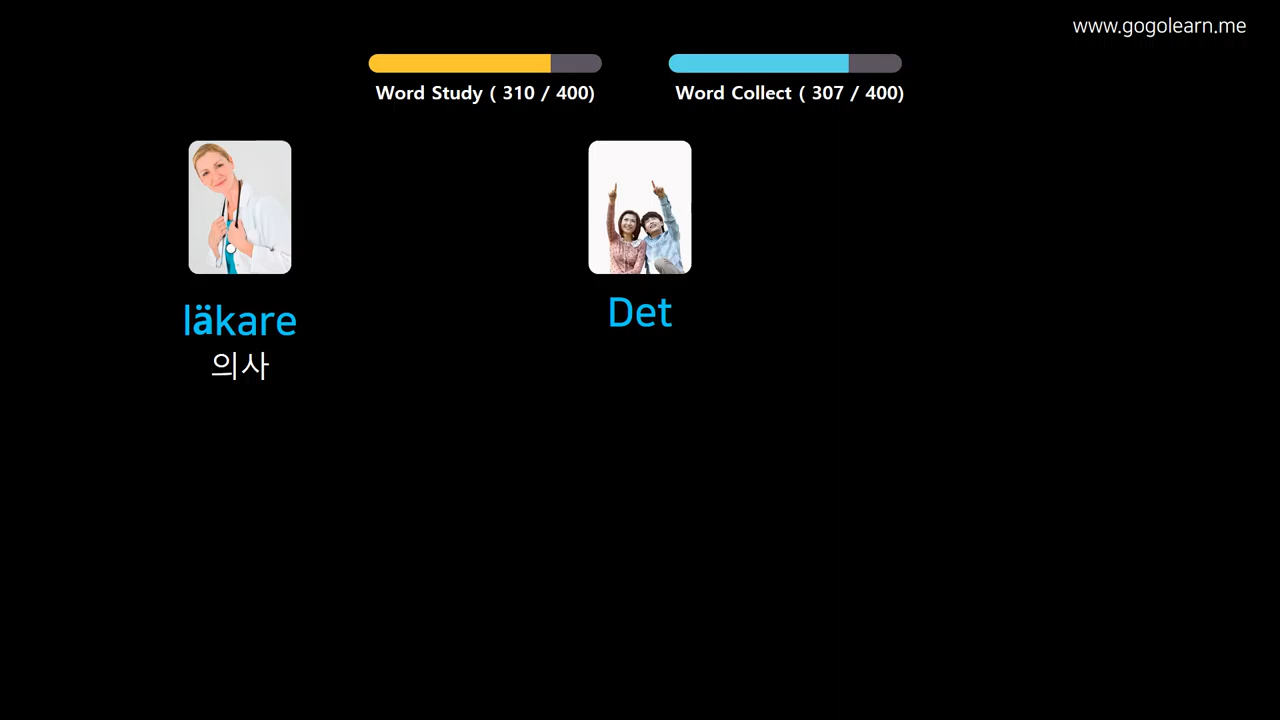 www.gogolearn.me
Word Study ( 310 / 400)
Word Collect ( 307 / 400)
läkare
의사
Det